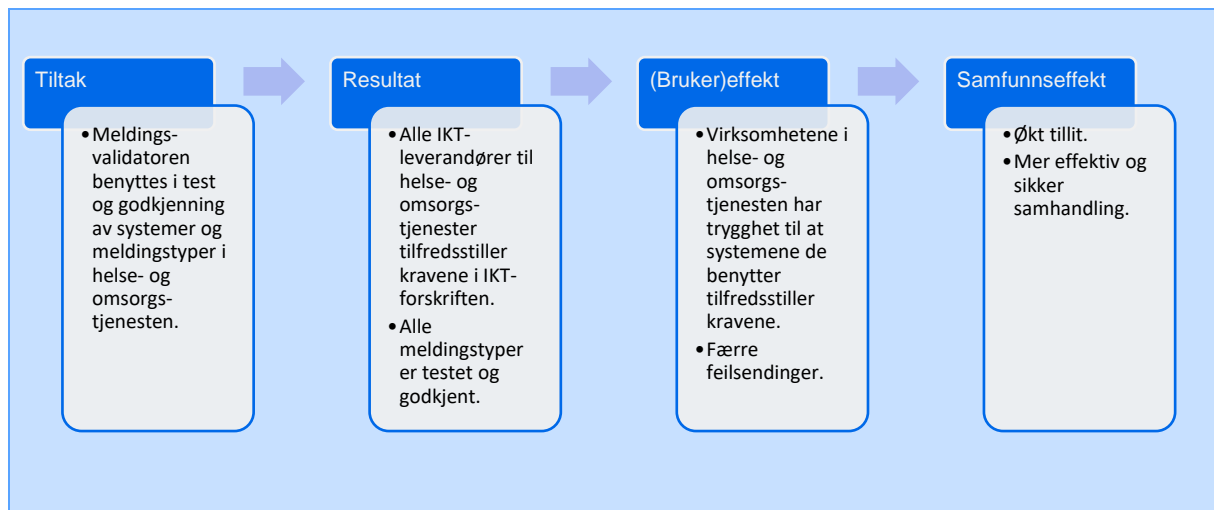 Tiltak
•Meldings-
validatoren
benyttes i test
og godkjenning
av systemer og
meldingstyper i
helse- og
omsorgs-
tjenesten.
Resultat
•Alle IKT-
leverandører til
helse- og
omsorgs-
tjenester
tilfredsstiller
kravene i IKT-
forskriften.
•Alle
meldingstyper
er testet og
godkjent.
(Bruker)effekt
•Virksomhetene i
helse- og
omsorgs-
tjenesten har
trygghet til at
systemene de
benytter
tilfredsstiller
kravene.
•Færre
feilsendinger.
Samfunnseffekt
•Økt tillit.
•Mer effektiv og
sikker
samhandling.